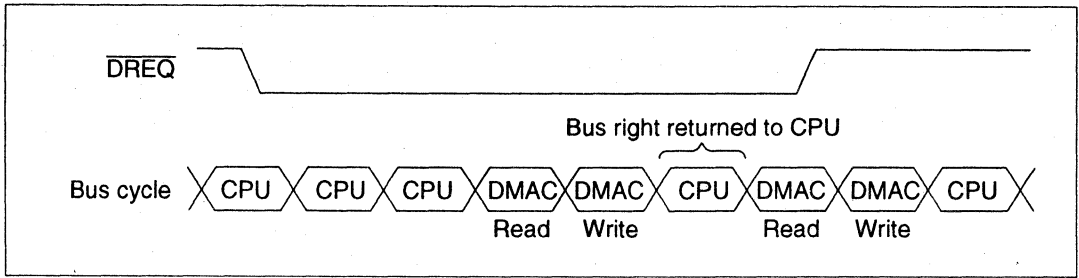 DREQ
Bus right returned to CPU
Bus cycle CPU CPU CPU DMAC DMAC CPU DMAC DMAC CPU
Read Write Read Write